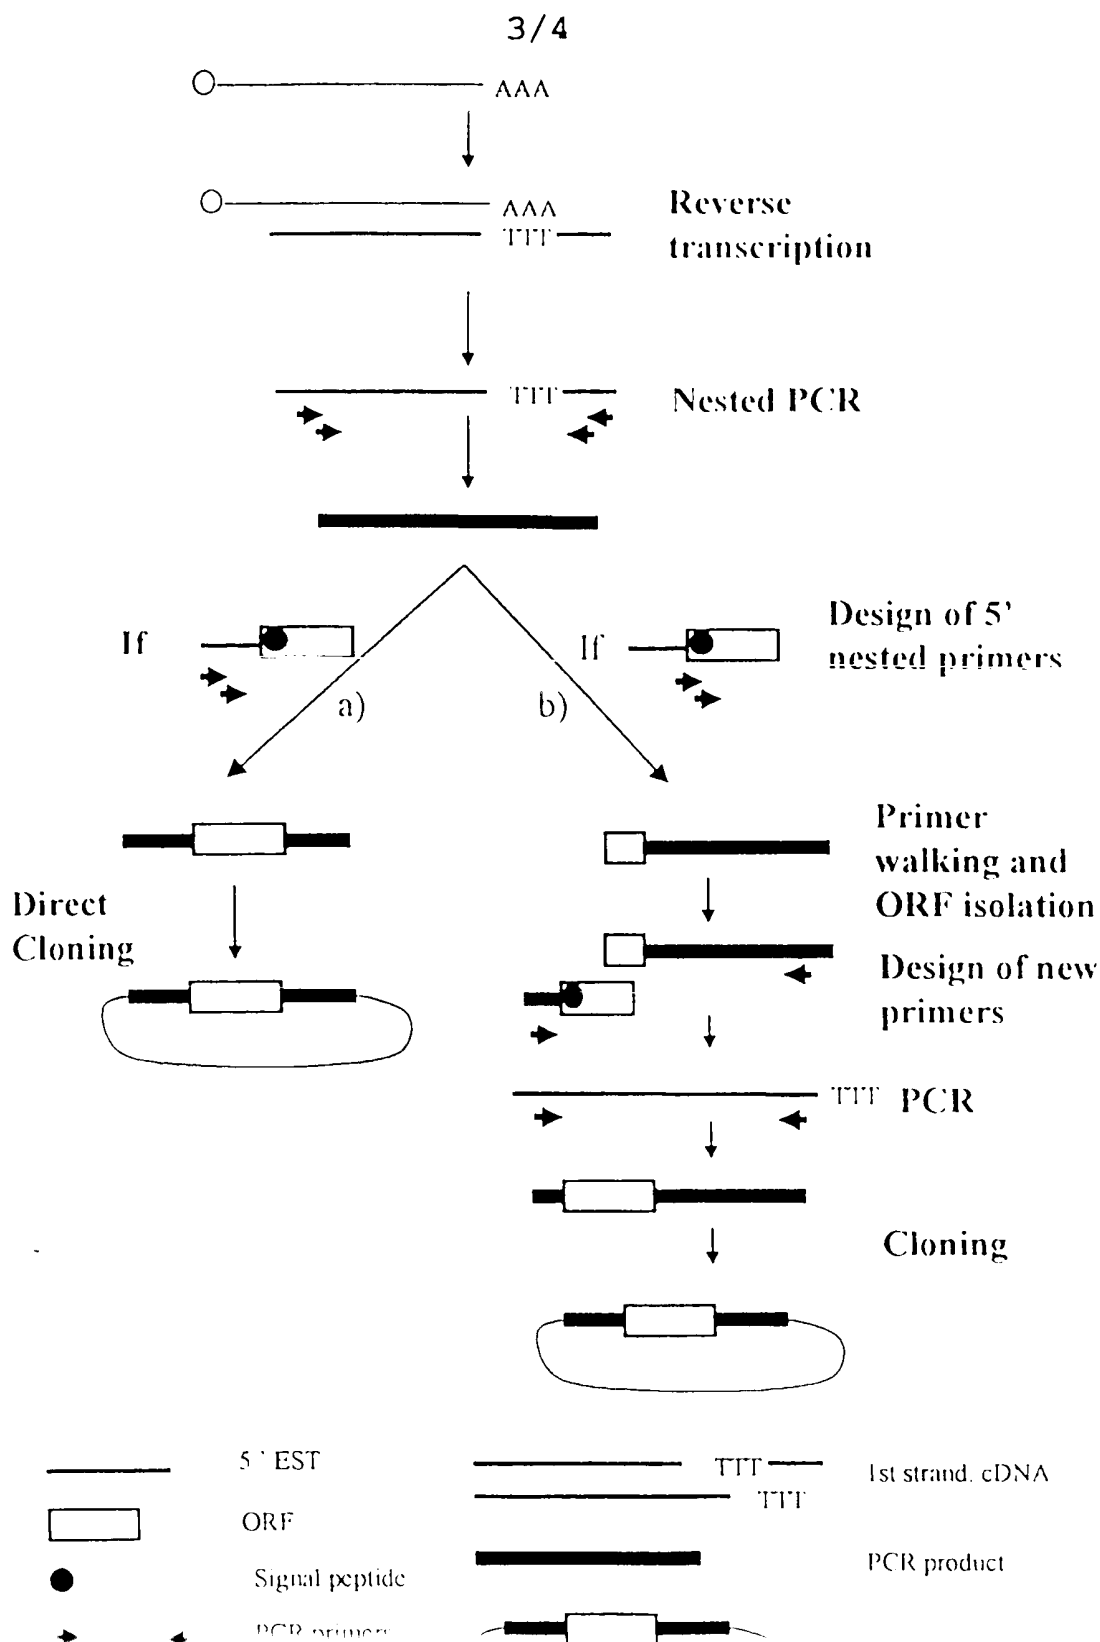 3/4
AAA
AAA
TTT
Reverse
transcription
TTT
Nested PCR
If
If
Design of 5'
nested primers
a)
b)
Primer
walking and
ORF isolation
Direct
Cloning
Design of new
primers
TTT
PCR
Cloning
5' EST
TTT
1st strand. cDNA
TTT
ORF
PCR product
Signal peptide
PCR primers